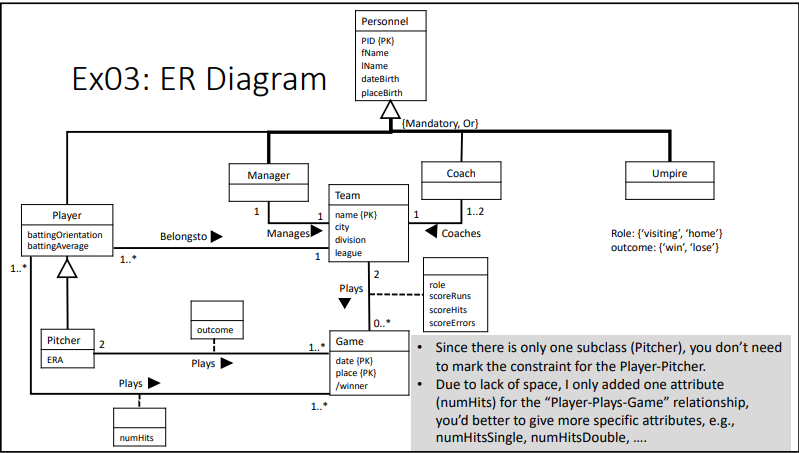 Personnel
PID {PK}
fName
lName
dateBirth
placeBirth
Ex03: ER Diagram
{Mandatory, Or}
Manager
Coach
Umpire
Player
battingOrientation
battingAverage
Team
name {PK}
city
division
league
1
1
Manages
1
1..2
Coaches
Role: {‘visiting’, ‘home’}
outcome: {‘win’, ‘lose’}
Belongsto
1..*
1
1..*
2
Plays
0..*
role
scoreRuns
scoreHits
scoreErrors
Pitcher
ERA
2
outcome
Plays
1..*
Game
date {PK}
place {PK}
/winner
Plays
1..*
numHits
• Since there is only one subclass (Pitcher), you don’t need
to mark the constraint for the Player-Pitcher.
• Due to lack of space, I only added one attribute
(numHits) for the “Player-Plays-Game” relationship,
you’d better to give more specific attributes, e.g.,
numHitsSingle, numHitsDouble, ….